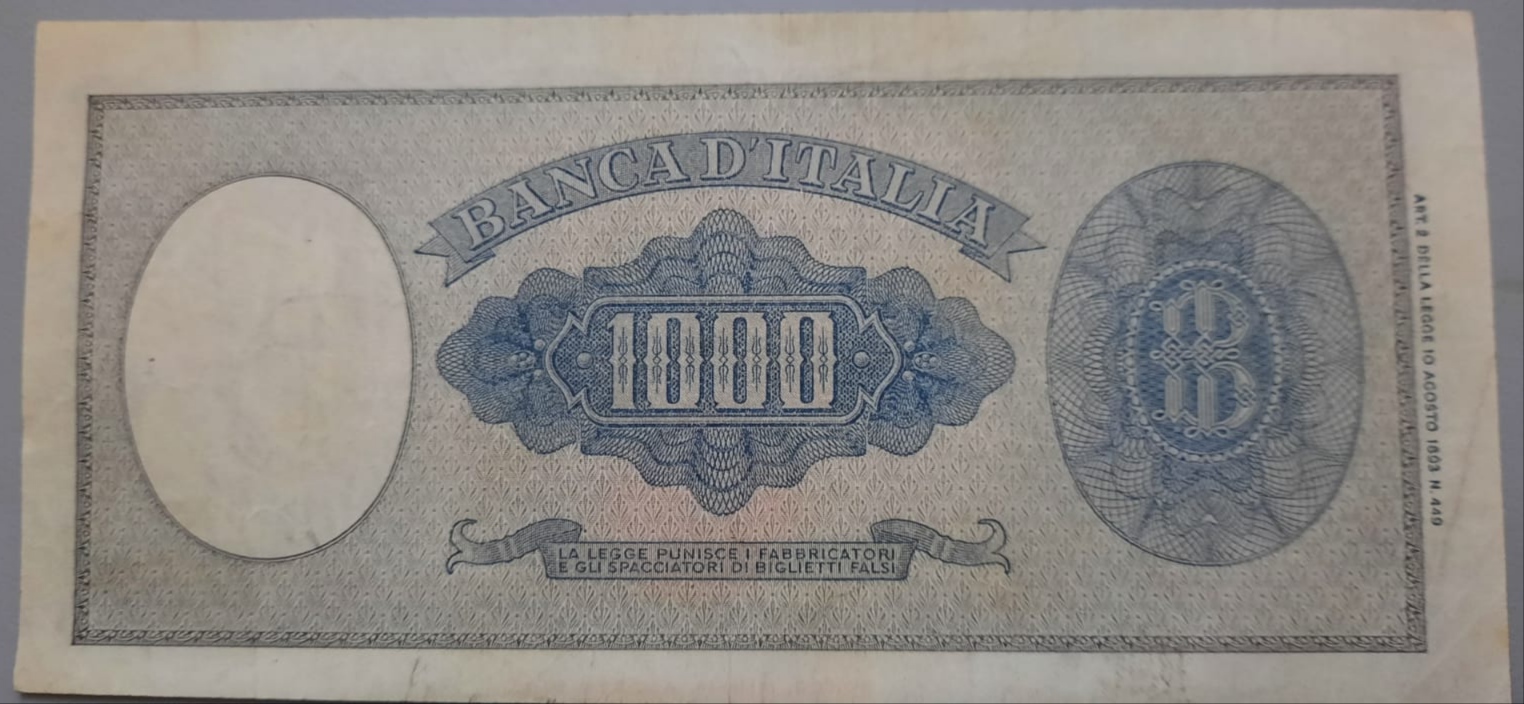 BANCA D'ITALIA
1000
LA LEGGE PUNISCE I FABBRICATORI
E GLI SPACCIATORI DI BIGLIETTI FALSI
ART. 2 DELLA LEGGE 10 AGOSTO 1893 N. 449